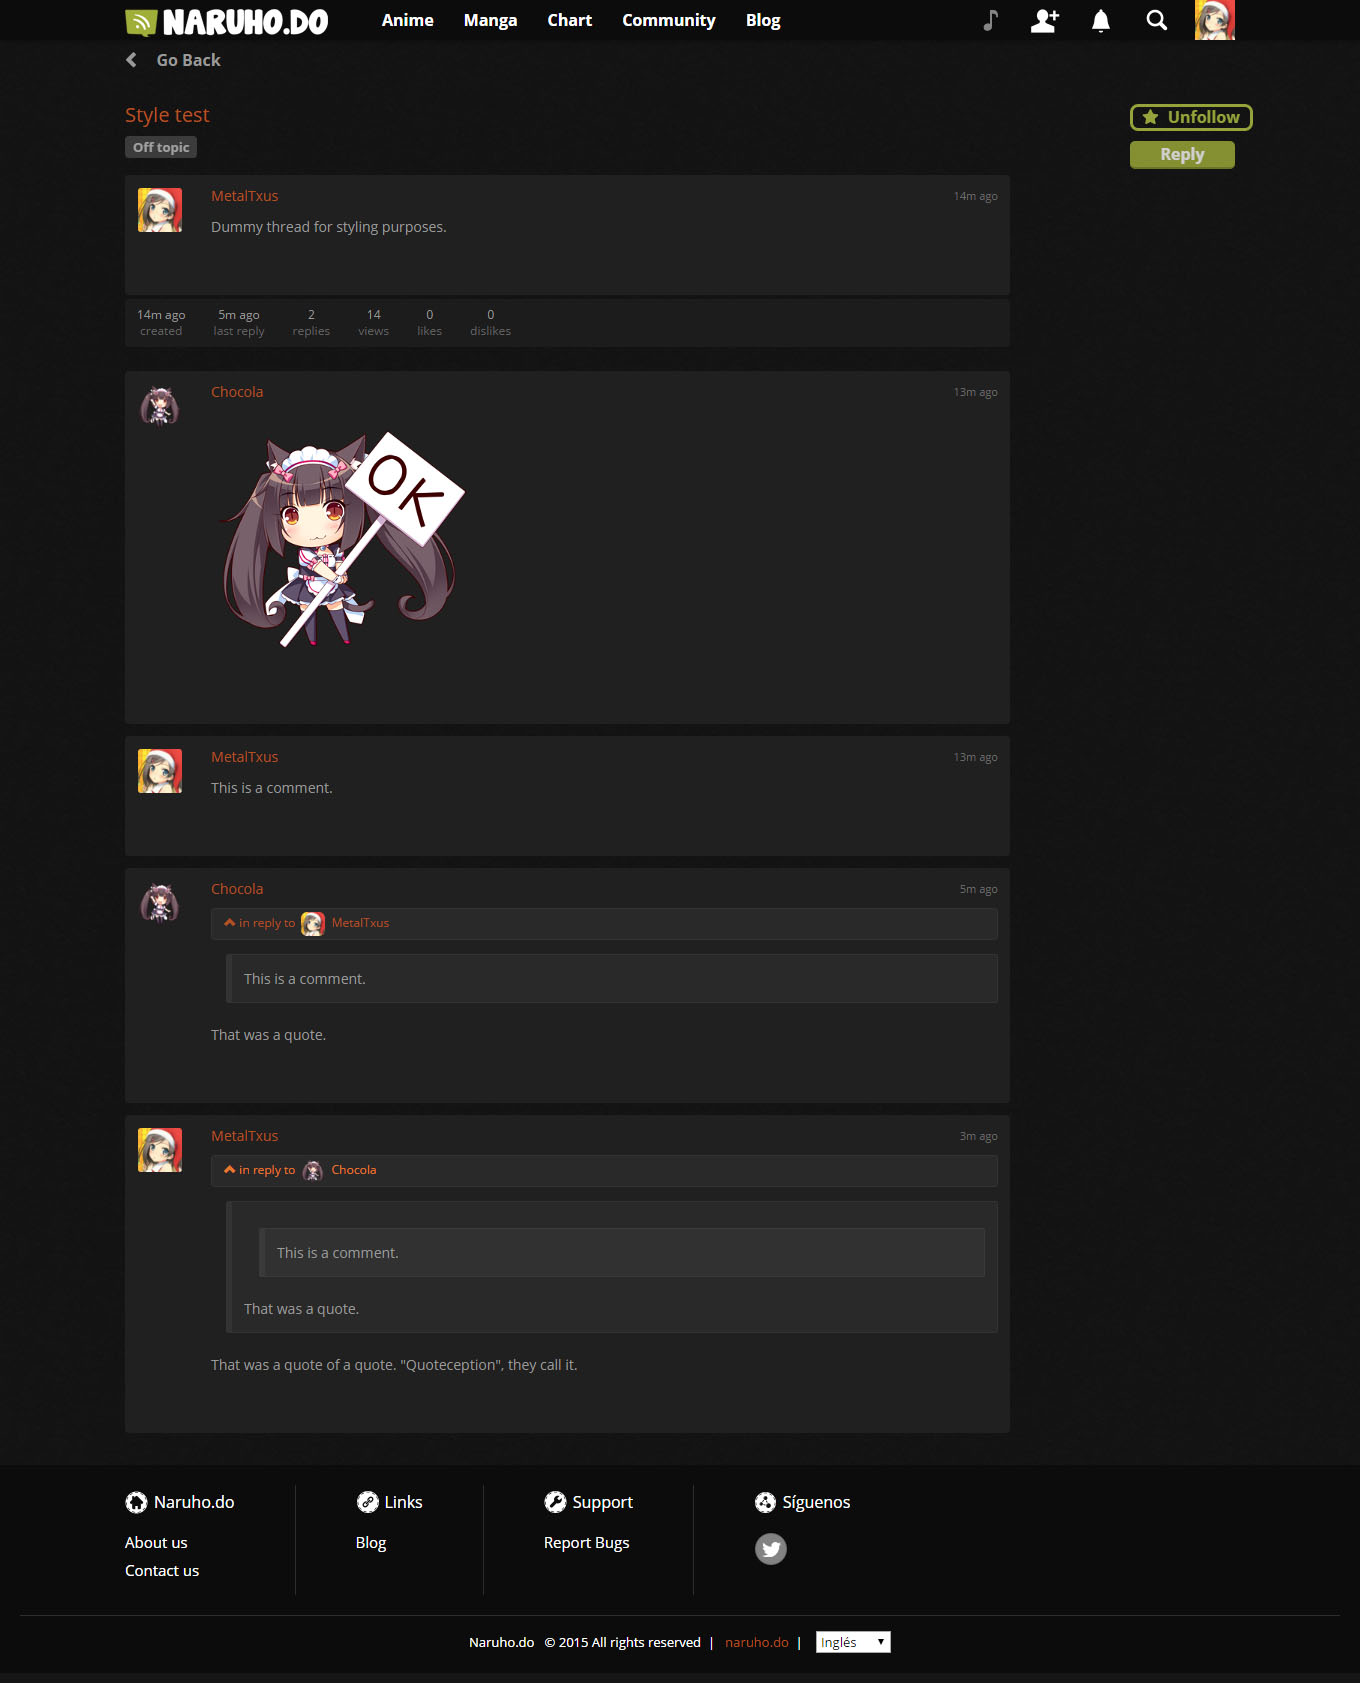 NARUHO.DO Anime Manga Chart Community Blog
Go Back
Style test
Unfollow
Off topic
Reply
MetalTxus 14m ago
Dummy thread for styling purposes.
14m ago 5m ago 2 14 0 0
created last reply replies views likes dislikes
Chocola 13m ago
OK
MetalTxus 13m ago
This is a comment.
Chocola 5m ago
in reply to MetalTxus
This is a comment.
That was a quote.
MetalTxus 3m ago
in reply to Chocola
This is a comment.
That was a quote.
That was a quote of a quote. "Quoteception", they call it.
Naruho.do Links Support Síguenos
About us Blog Report Bugs
Contact us
Naruho.do © 2015 All rights reserved | naruho.do | Inglés